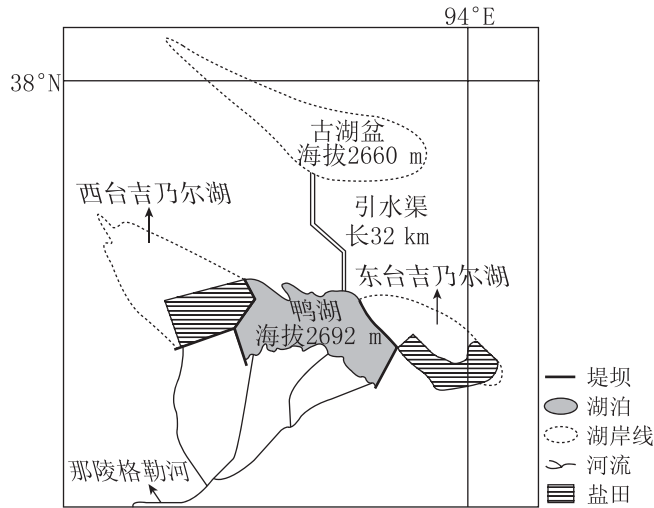 94°E
38°N
古湖盆
海拔2660 m
西台吉乃尔湖
引水渠
长32 km
东台吉乃尔湖
鸭湖
海拔2692 m
堤坝
湖泊
湖岸线
河流
盐田
那陵格勒河